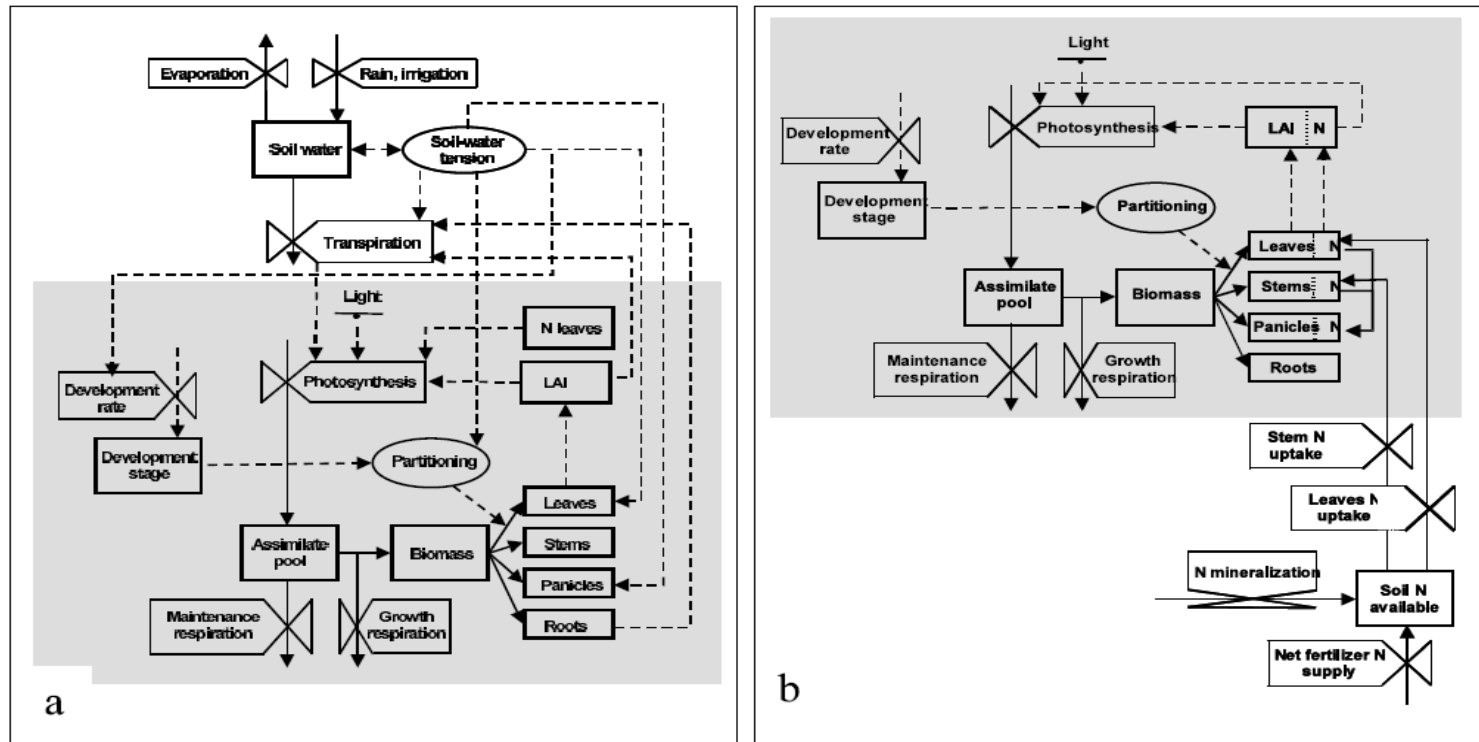 Evaporation
Rain, irrigation
Soil water
Soil-water
tension
Transpiration
Light
N leaves
Development
rate
Photosynthesis
LAI
Development
stage
Partitioning
Leaves
Assimilate
pool
Biomass
Stems
Panicles
Maintenance
respiration
Growth
respiration
Roots
a
Light
Development
rate
Photosynthesis
LAI N
Development
stage
Partitioning
Leaves N
Assimilate
pool
Biomass
Stems N
Panicles N
Maintenance
respiration
Growth
respiration
Roots
Stem N
uptake
Leaves N
uptake
N mineralization
Soil N
available
Net fertilizer N
supply
b